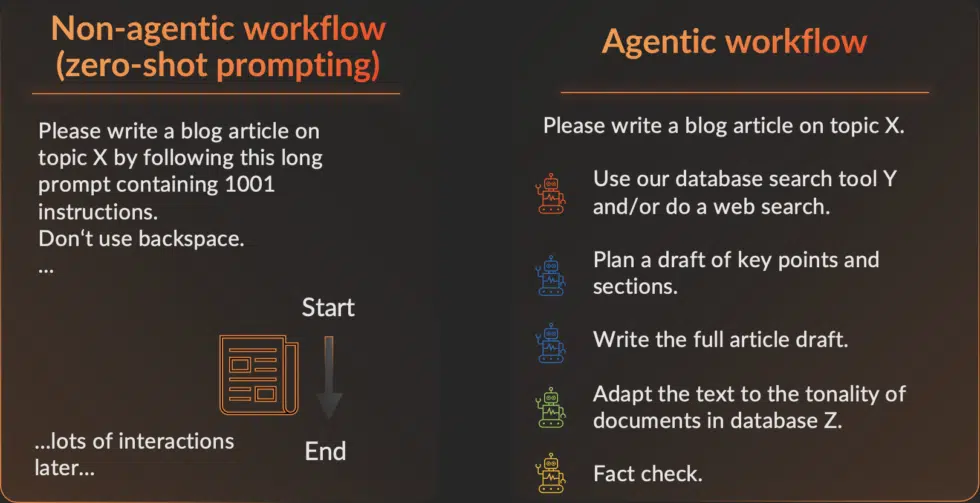 Non-agentic workflow
(zero-shot prompting)
Please write a blog article on
topic X by following this long
prompt containing 1001
instructions.
Don‘t use backspace.
...
Start
End
...lots of interactions
later...
Agentic workflow
Please write a blog article on topic X.
Use our database search tool Y
and/or do a web search.
Plan a draft of key points and
sections.
Write the full article draft.
Adapt the text to the tonality of
documents in database Z.
Fact check.